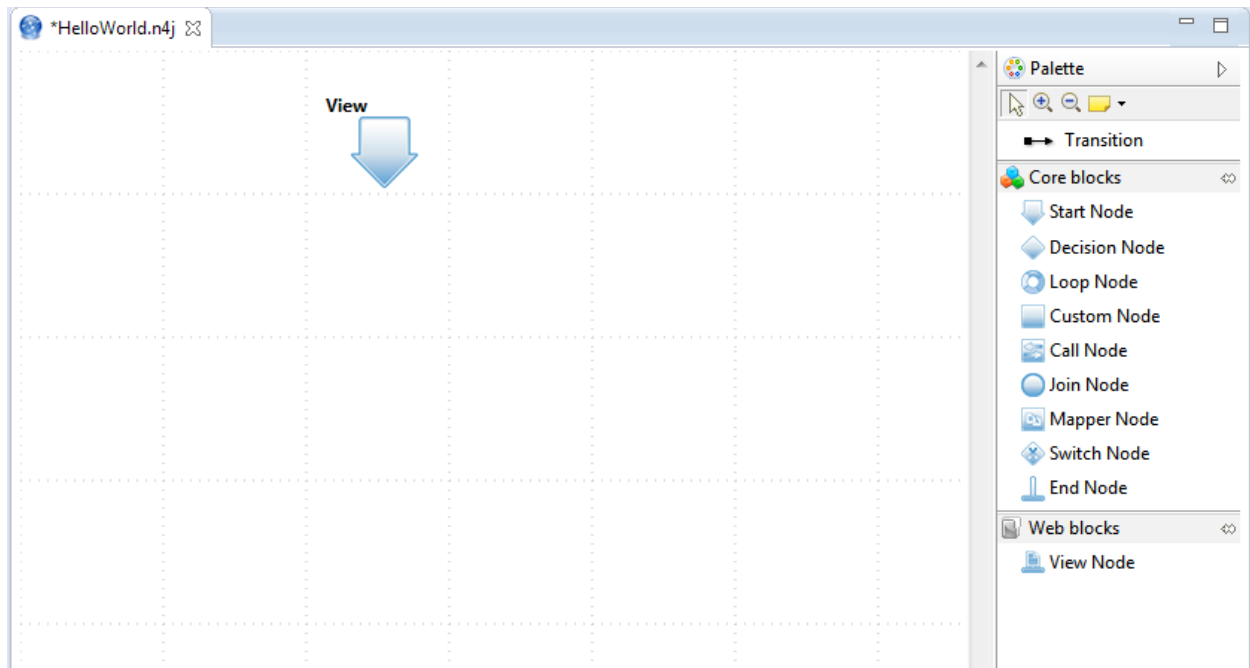 *HelloWorld.n4j
View
Palette
Transition
Core blocks
Start Node
Decision Node
Loop Node
Custom Node
Call Node
Join Node
Mapper Node
Switch Node
End Node
Web blocks
View Node